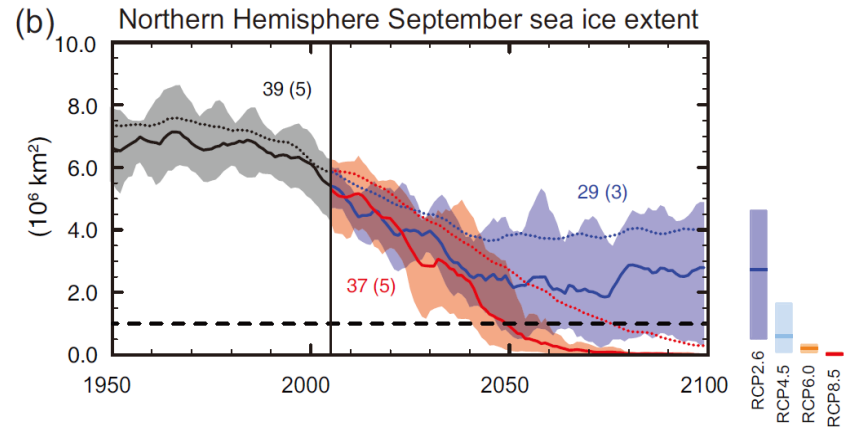 (b) Northern Hemisphere September sea ice extent
(10⁶ km²)
10.0
8.0
6.0
4.0
2.0
0.0
39 (5)
29 (3)
37 (5)
1950
2000
2050
2100
RCP2.6
RCP4.5
RCP6.0
RCP8.5